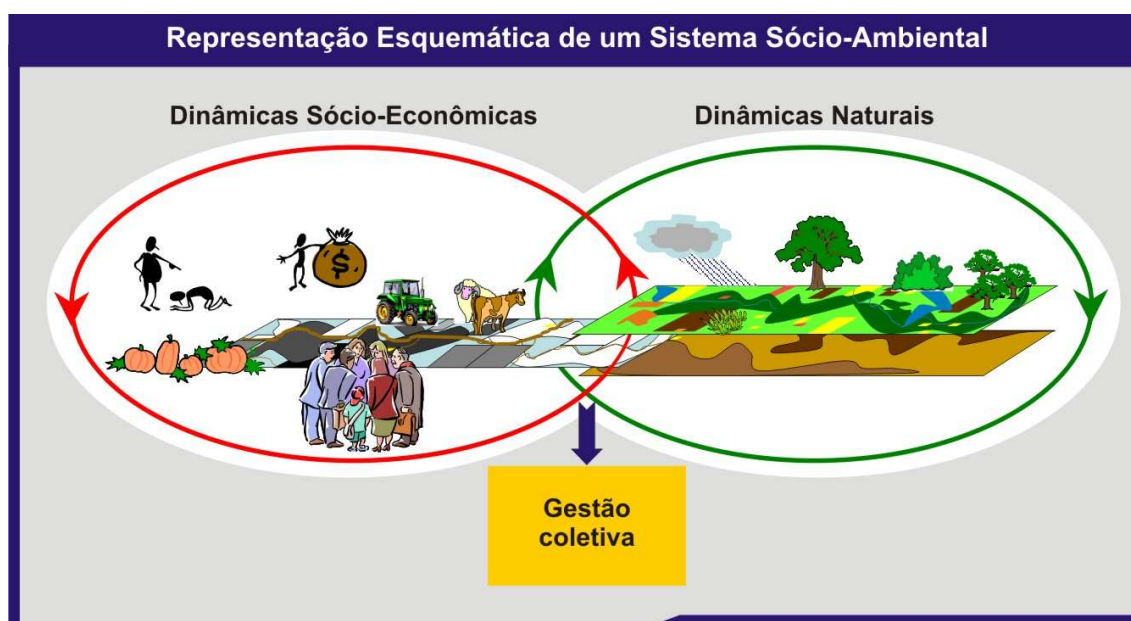 Representação Esquemática de um Sistema Sócio-Ambiental
Dinâmicas Sócio-Econômicas
Dinâmicas Naturais
$
Gestão
coletiva